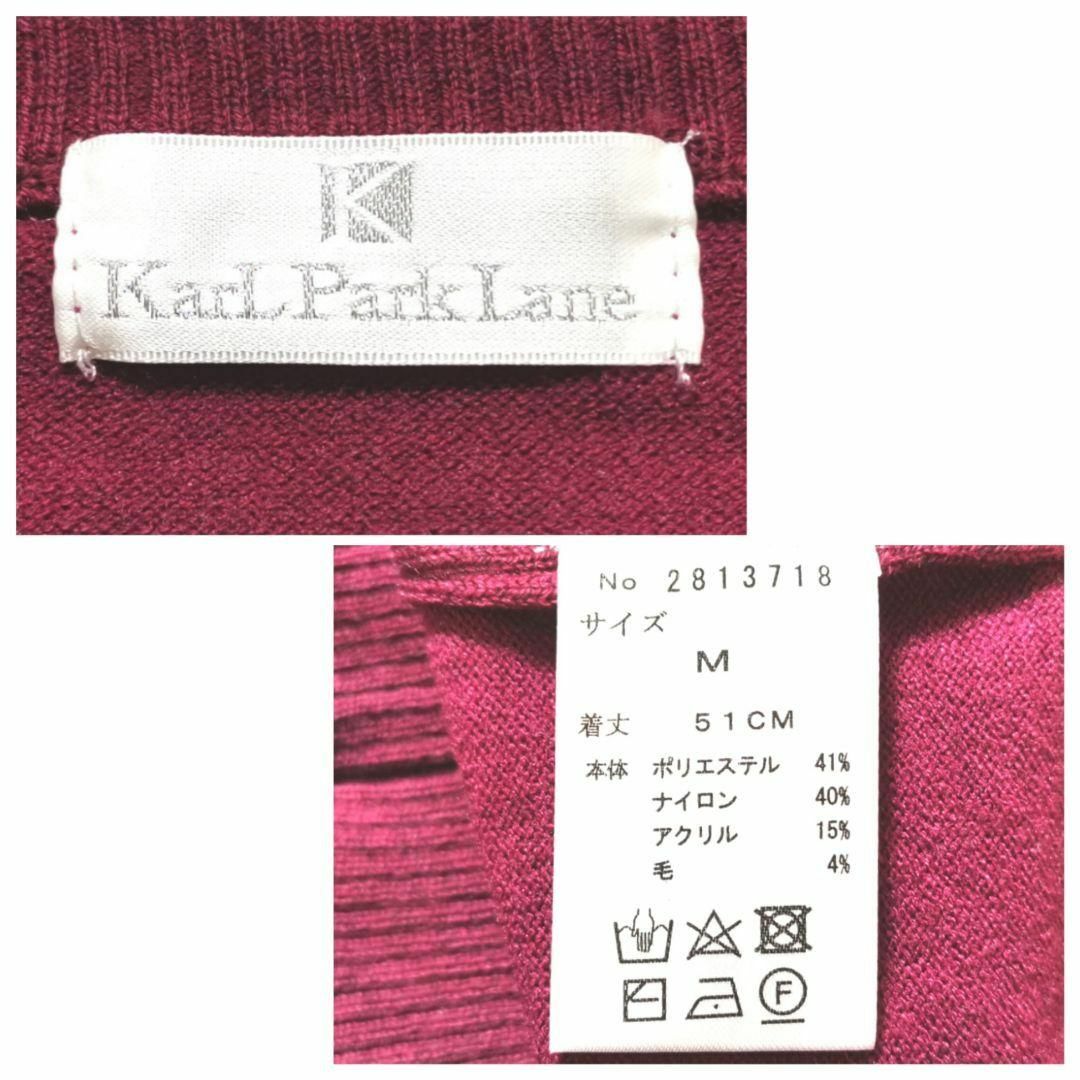 K
KarL Park Lane
No 2813718
サイズ
M
着丈 51CM
本体 ポリエステル 41%
ナイロン 40%
アクリル 15%
毛 4%
F